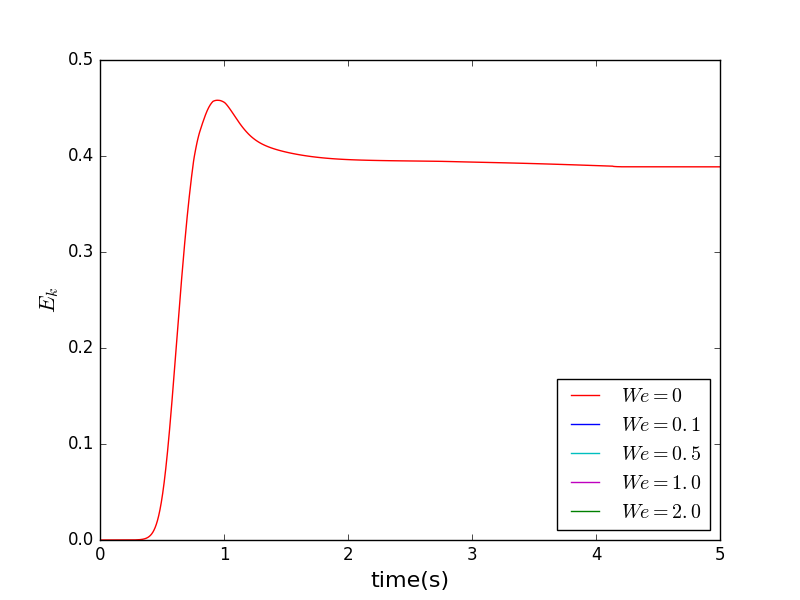 0.5
0.4
0.3
0.2
0.1
0.0
E_k
0 1 2 3 4 5
time(s)
We = 0
We = 0.1
We = 0.5
We = 1.0
We = 2.0